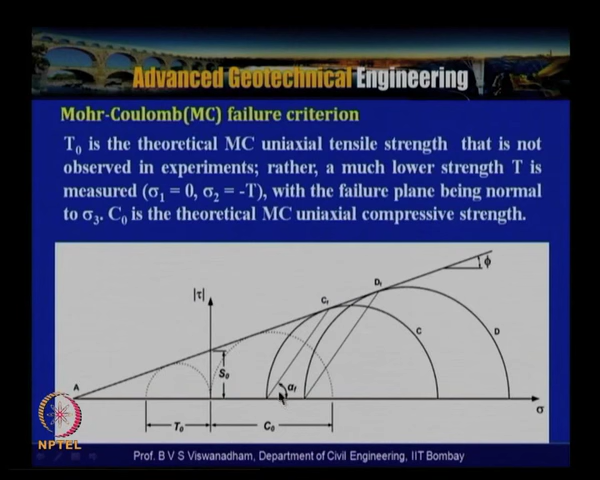 Advanced Geotechnical Engineering
Mohr-Coulomb(MC) failure criterion
T₀ is the theoretical MC uniaxial tensile strength that is not
observed in experiments; rather, a much lower strength T is
measured (σ₁ = 0, σ₂ = -T), with the failure plane being normal
to σ₃. C₀ is the theoretical MC uniaxial compressive strength.
|τ|
ϕ
C_f
D_f
S₀
C
D
A
α_f
σ
T₀
C₀
NPTEL
Prof. B V S Viswanadham, Department of Civil Engineering, IIT Bombay